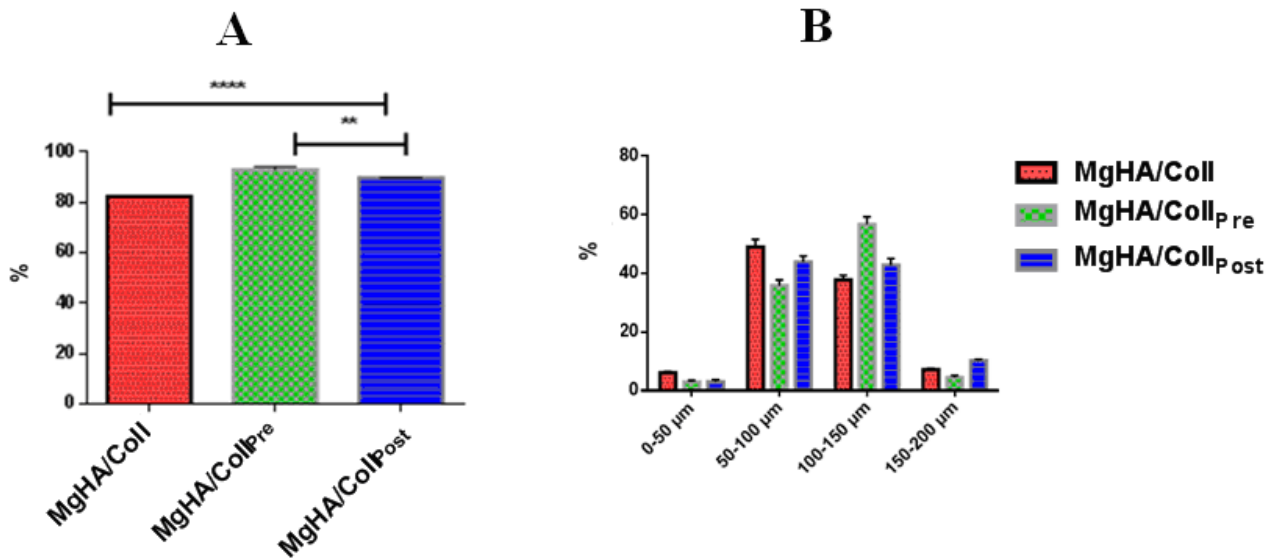 A
B
****
**
100
80
60
40
20
0
%
MgHA/Coll
MgHA/CollPre
MgHA/CollPost
80
60
40
20
0
%
0-50 µm
50-100 µm
100-150 µm
150-200 µm
MgHA/Coll
MgHA/CollPre
MgHA/CollPost